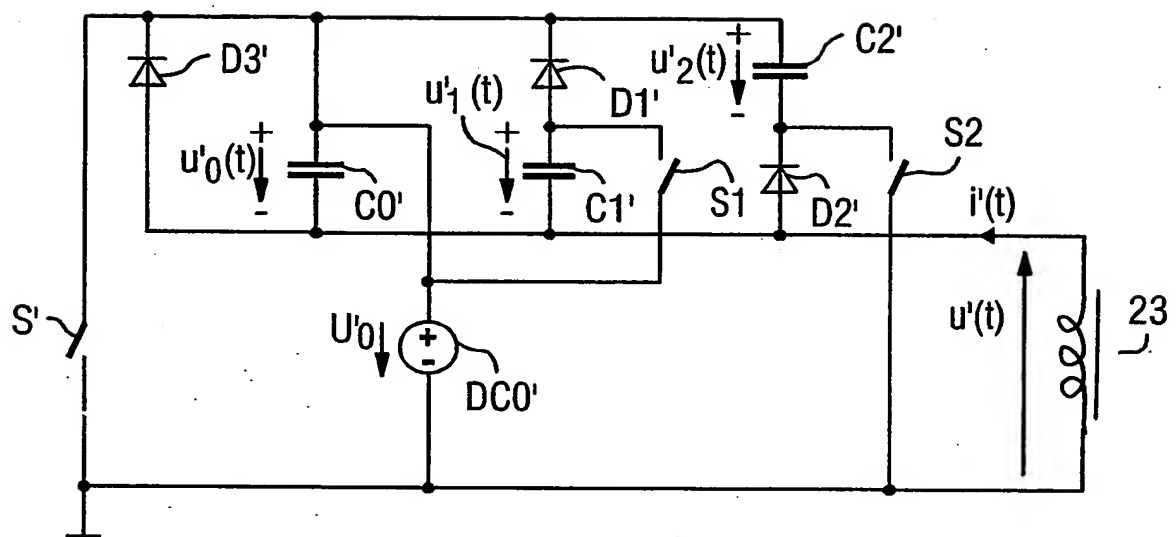 D3'
+
u'0(t)
-
C0'
+
u'1(t)
-
D1'
C1'
S1
+
u'2(t)
-
C2'
D2'
S2
i'(t)
S'
U'0
+
-
DC0'
u'(t)
23